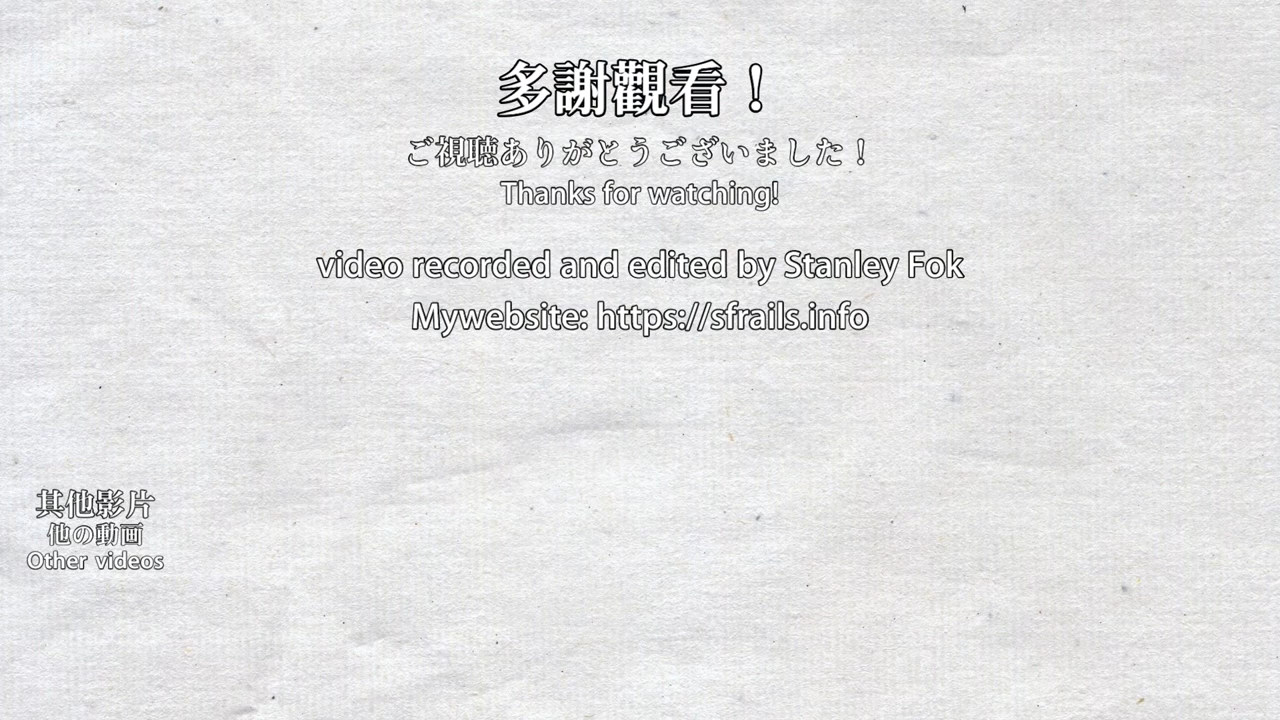 多謝觀看！
ご視聴ありがとうございました！
Thanks for watching!
video recorded and edited by Stanley Fok
Mywebsite: https://sfrails.info
其他影片
他の動画
Other videos